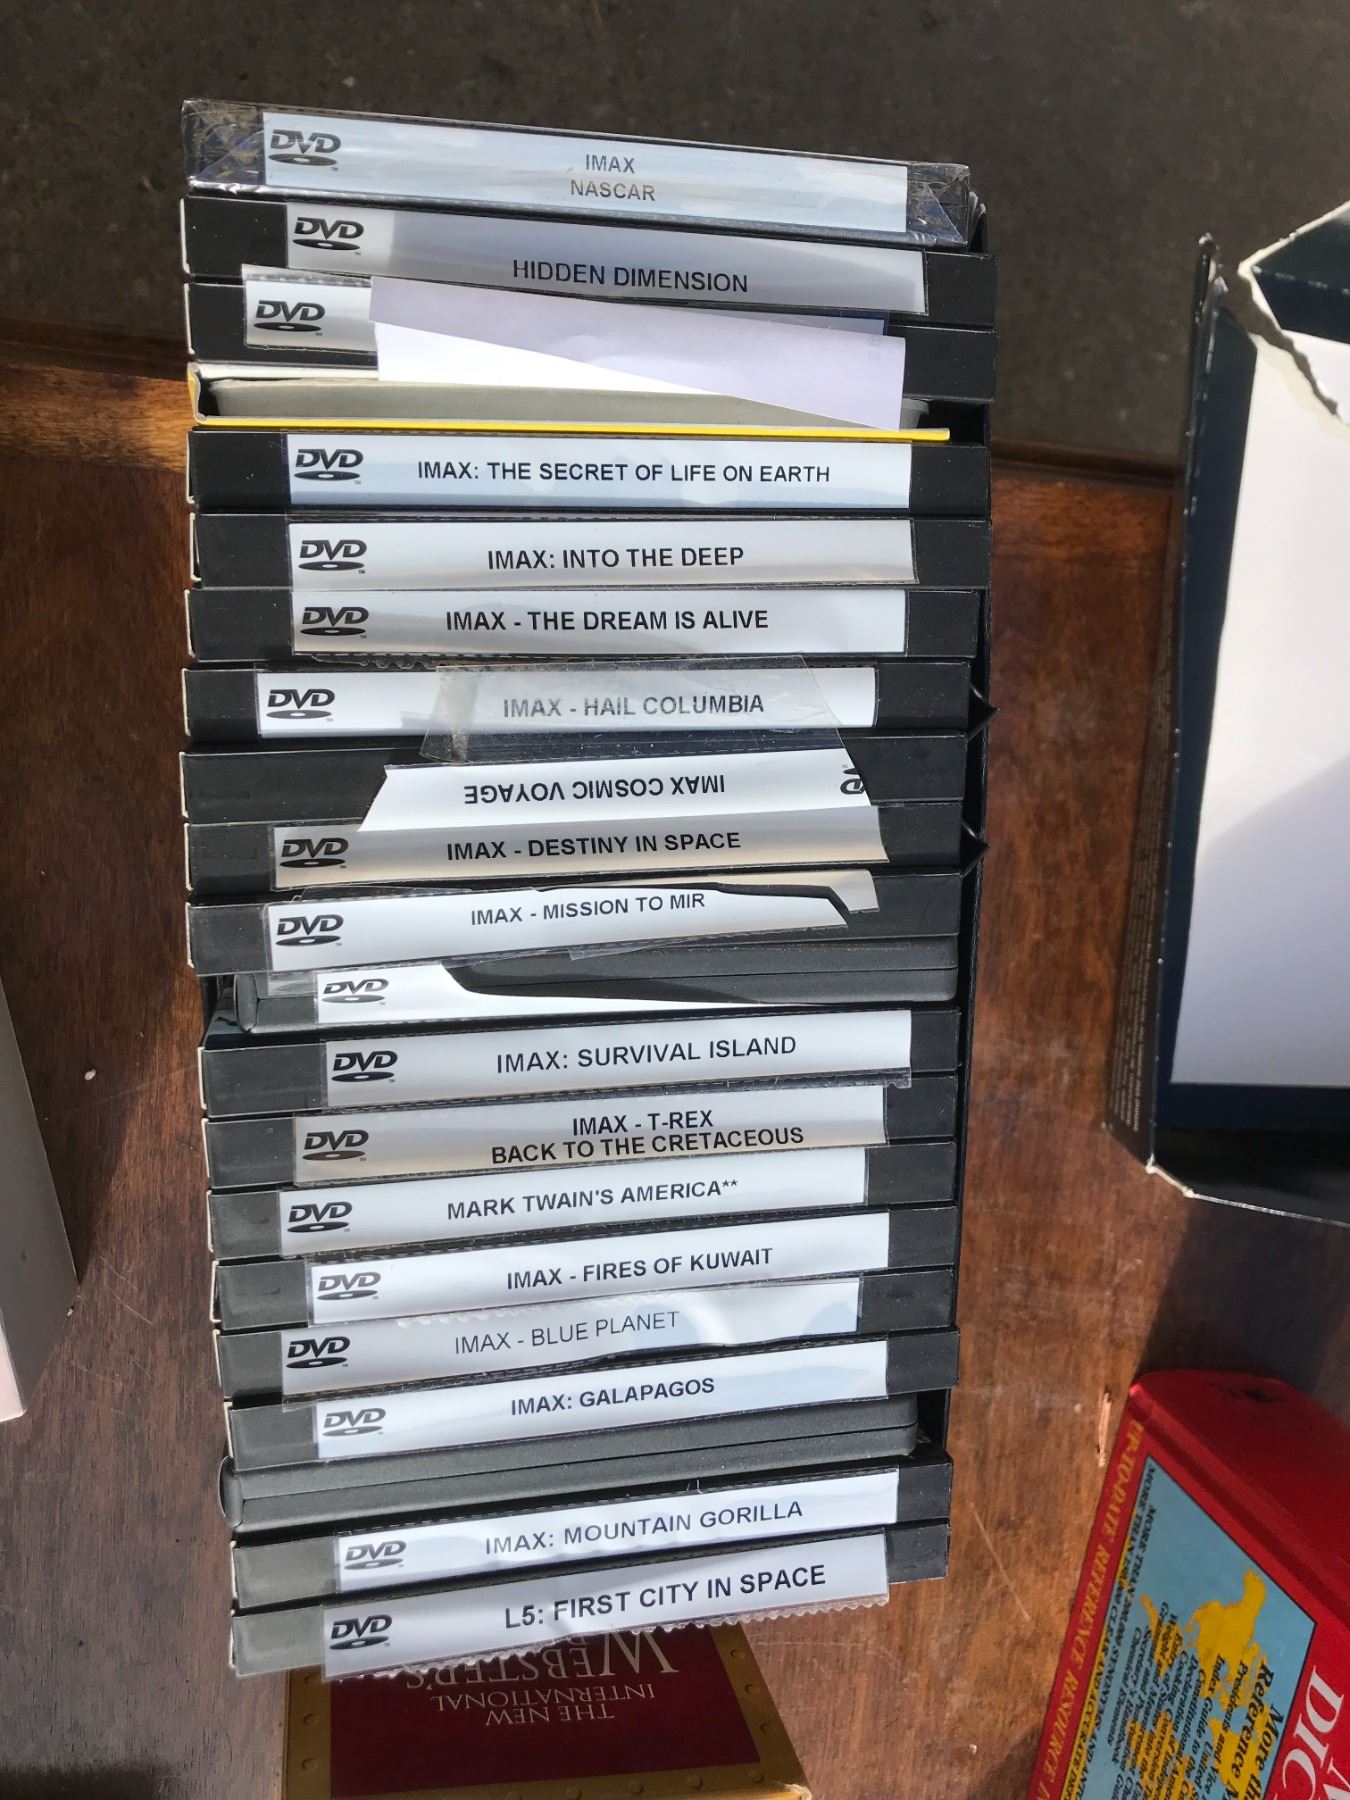 DVD
IMAX
NASCAR
DVD
HIDDEN DIMENSION
DVD
DVD
IMAX: THE SECRET OF LIFE ON EARTH
DVD
IMAX: INTO THE DEEP
DVD
IMAX - THE DREAM IS ALIVE
DVD
IMAX - HAIL COLUMBIA
IMAX COSMIC VOYAGE
DVD
IMAX - DESTINY IN SPACE
DVD
IMAX - MISSION TO MIR
DVD
DVD
IMAX: SURVIVAL ISLAND
DVD
IMAX - T-REX
BACK TO THE CRETACEOUS
DVD
MARK TWAIN'S AMERICA**
DVD
IMAX - FIRES OF KUWAIT
DVD
IMAX - BLUE PLANET
DVD
IMAX: GALAPAGOS
DVD
IMAX: MOUNTAIN GORILLA
DVD
L5: FIRST CITY IN SPACE
THE NEW
INTERNATIONAL
WEBSTER'S
UP-TO-DATE REFERENCE